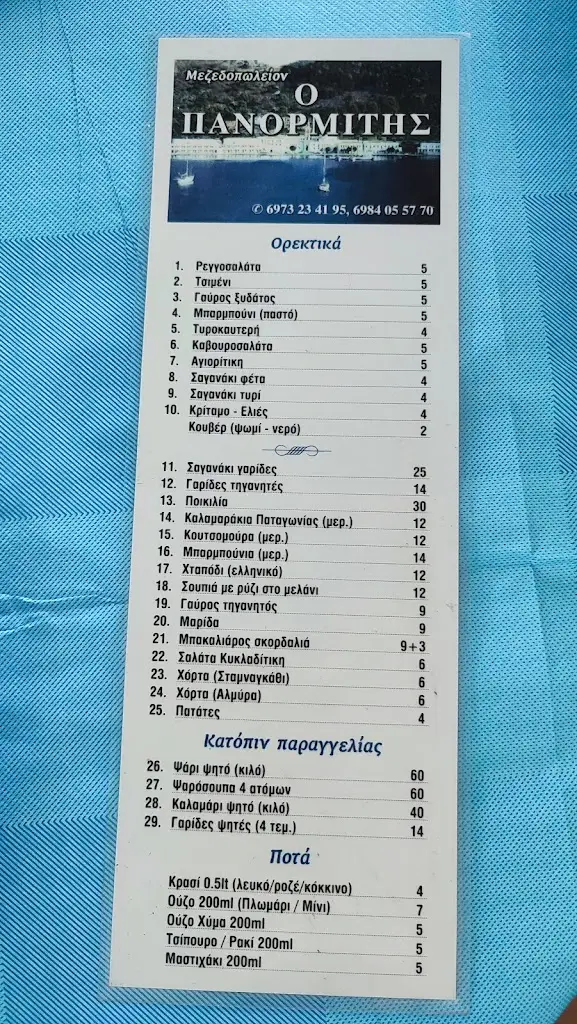 Μεζεδοπωλείον
Ο
ΠΑΝΟΡΜΙΤΗΣ
✆ 6973 23 41 95, 6984 05 57 70
Ορεκτικά
1. Ρεγγοσαλάτα 5
2. Τσιμένι 5
3. Γαύρος ξυδάτος 5
4. Μπαρμπούνι (παστό) 5
5. Τυροκαυτερή 4
6. Καβουροσαλάτα 5
7. Αγιορίτικη 5
8. Σαγανάκι φέτα 4
9. Σαγανάκι τυρί 4
10. Κρίταμο - Ελιές 4
Κουβέρ (ψωμί - νερό) 2
11. Σαγανάκι γαρίδες 25
12. Γαρίδες τηγανητές 14
13. Ποικιλία 30
14. Καλαμαράκια Παταγωνίας (μερ.) 12
15. Κουτσομούρα (μερ.) 12
16. Μπαρμπούνια (μερ.) 14
17. Χταπόδι (ελληνικό) 12
18. Σουπιά με ρύζι στο μελάνι 12
19. Γαύρος τηγανητός 9
20. Μαρίδα 9
21. Μπακαλιάρος σκορδαλιά 9+3
22. Σαλάτα Κυκλαδίτικη 6
23. Χόρτα (Σταμναγκάθι) 6
24. Χόρτα (Αλμύρα) 6
25. Πατάτες 4
Κατόπιν παραγγελίας
26. Ψάρι ψητό (κιλό) 60
27. Ψαρόσουπα 4 ατόμων 60
28. Καλαμάρι ψητό (κιλό) 40
29. Γαρίδες ψητές (4 τεμ.) 14
Ποτά
Κρασί 0.5lt (λευκό/ροζέ/κόκκινο) 4
Ούζο 200ml (Πλωμάρι / Μίνι) 7
Ούζο Χύμα 200ml 5
Τσίπουρο / Ρακί 200ml 5
Μαστιχάκι 200ml 5